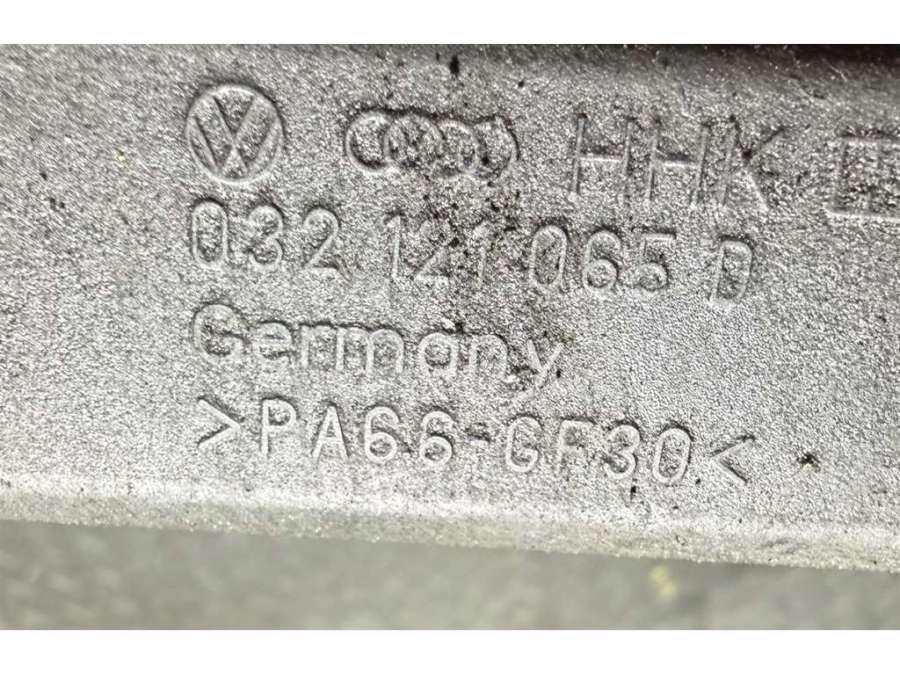 HHK
032 121 065 D
Germany
>PA66-GF30<